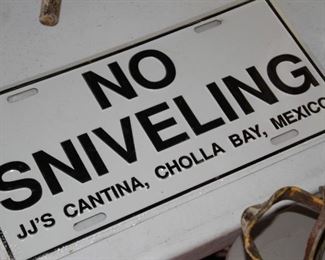 NO
SNIVELING
JJ'S CANTINA, CHOLLA BAY, MEXICO